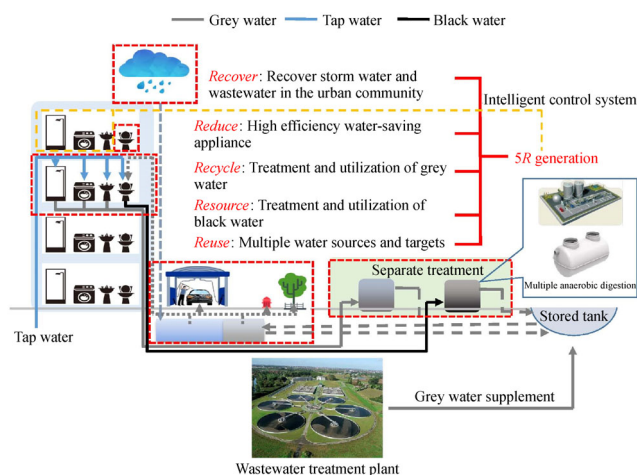 Grey water
Tap water
Black water
Recover: Recover storm water and
wastewater in the urban community
Intelligent control system
Reduce: High efficiency water-saving
appliance
5R generation
Recycle: Treatment and utilization of grey
water
Resource: Treatment and utilization of
black water
Reuse: Multiple water sources and targets
Separate treatment
Multiple anaerobic digestion
Stored tank
Tap water
Grey water supplement
Wastewater treatment plant